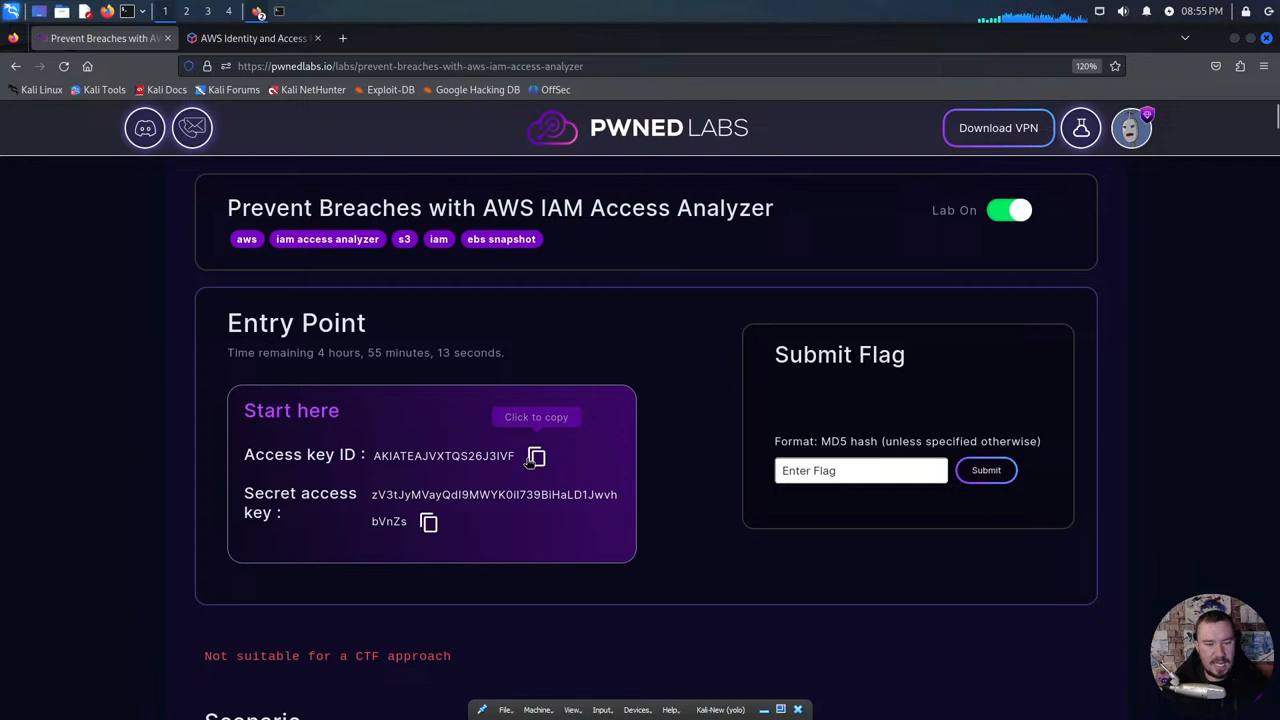 1 2 3 4
2
08:55 PM
Prevent Breaches with AW
AWS Identity and Access
https://pwnedlabs.io/labs/prevent-breaches-with-aws-iam-access-analyzer
120%
Kali Linux
Kali Tools
Kali Docs
Kali Forums
Kali NetHunter
Exploit-DB
Google Hacking DB
OffSec
PWNED LABS
Download VPN
Prevent Breaches with AWS IAM Access Analyzer
Lab On
aws
iam access analyzer
s3
iam
ebs snapshot
Entry Point
Time remaining 4 hours, 55 minutes, 13 seconds.
Submit Flag
Start here
Click to copy
Access key ID : AKIATEAJVXTQS26J3IVF
Format: MD5 hash (unless specified otherwise)
Enter Flag
Submit
Secret access zV3tJyMVayQdI9MWYK0iI739BiHaLD1Jwvh
key : bVnZs
Not suitable for a CTF approach
Scenario
File..
Machine..
View..
Input..
Devices..
Help..
Kali-New (yolo)